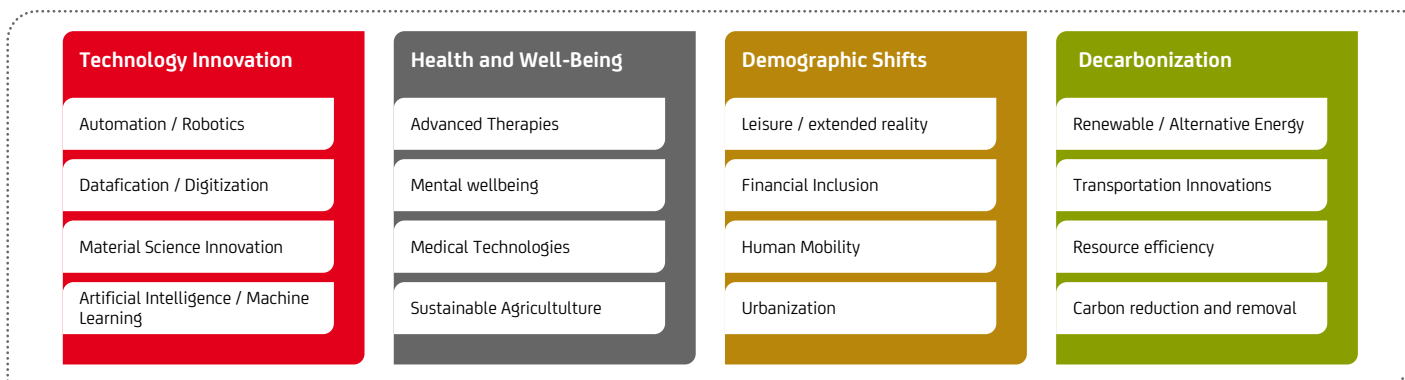 Technology Innovation
Automation / Robotics
Datafication / Digitization
Material Science Innovation
Artificial Intelligence / Machine
Learning
Health and Well-Being
Advanced Therapies
Mental wellbeing
Medical Technologies
Sustainable Agricultulture
Demographic Shifts
Leisure / extended reality
Financial Inclusion
Human Mobility
Urbanization
Decarbonization
Renewable / Alternative Energy
Transportation Innovations
Resource efficiency
Carbon reduction and removal